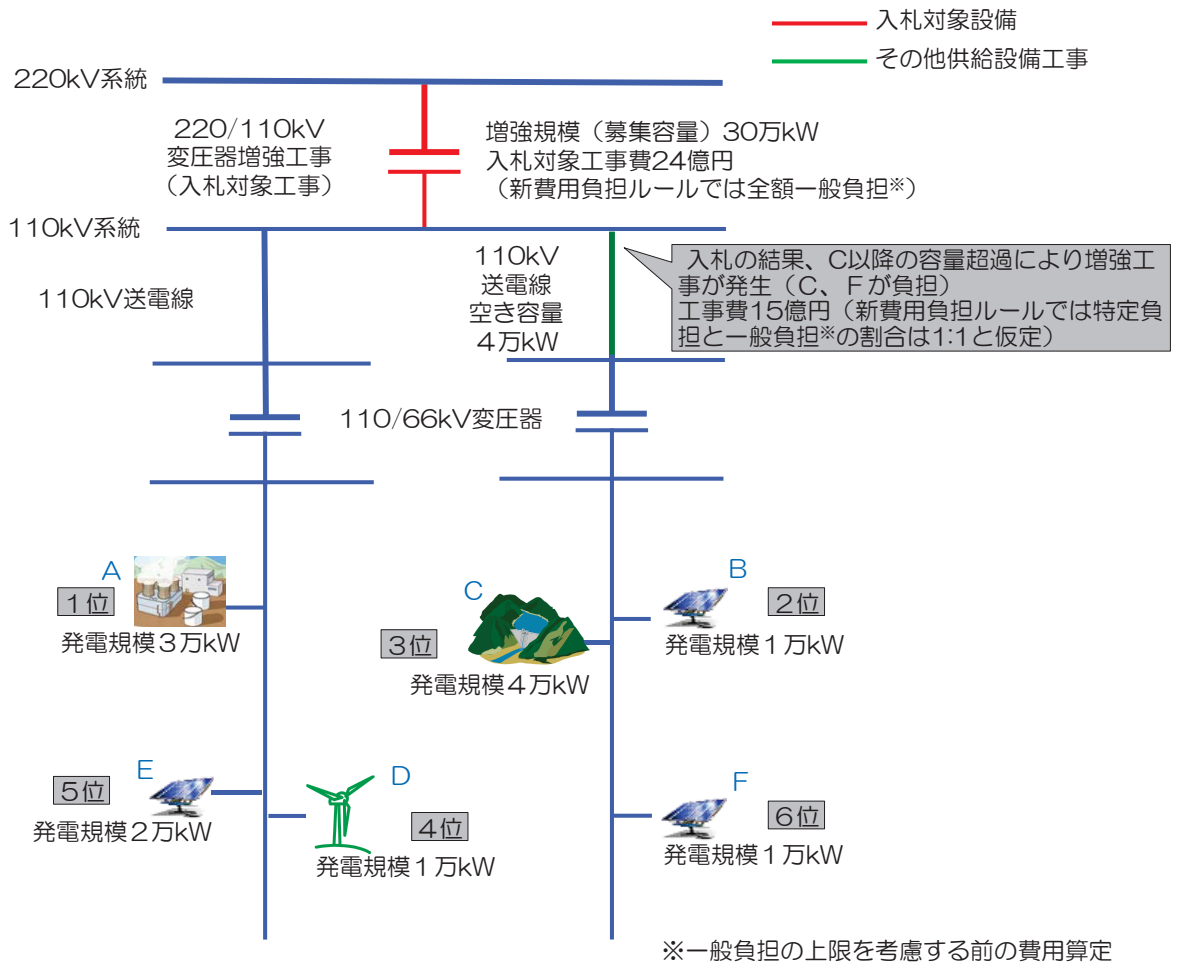 入札対象設備
その他供給設備工事
220kV系統
220/110kV
変圧器増強工事
(入札対象工事)
増強規模(募集容量)30万kW
入札対象工事費24億円
(新費用負担ルールでは全額一般負担※)
110kV系統
110kV送電線
110kV
送電線
空き容量
4万kW
入札の結果、C以降の容量超過により増強工
事が発生(C、Fが負担)
工事費15億円(新費用負担ルールでは特定負
担と一般負担※の割合は1:1と仮定)
110/66kV変圧器
A
1位
発電規模3万kW
C
3位
発電規模4万kW
B
2位
発電規模1万kW
E
5位
発電規模2万kW
D
4位
発電規模1万kW
F
6位
発電規模1万kW
※一般負担の上限を考慮する前の費用算定